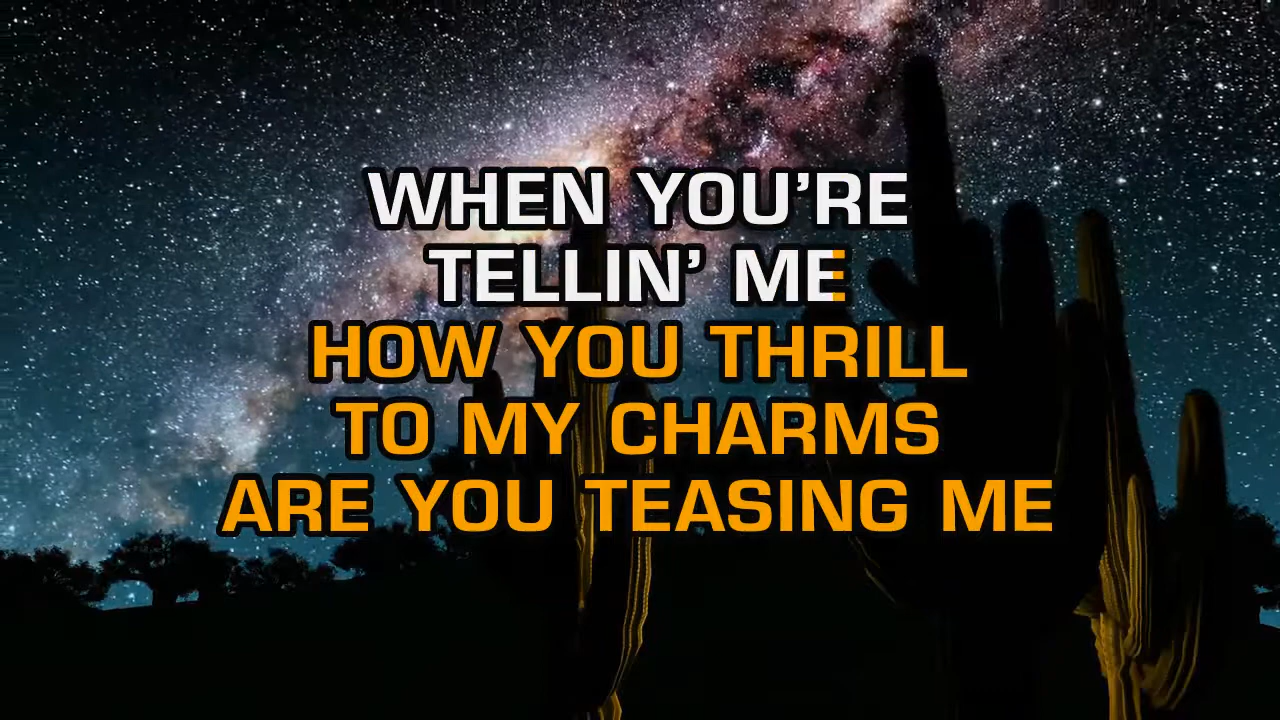 WHEN YOU’RE
TELLIN’ ME
HOW YOU THRILL
TO MY CHARMS
ARE YOU TEASING ME